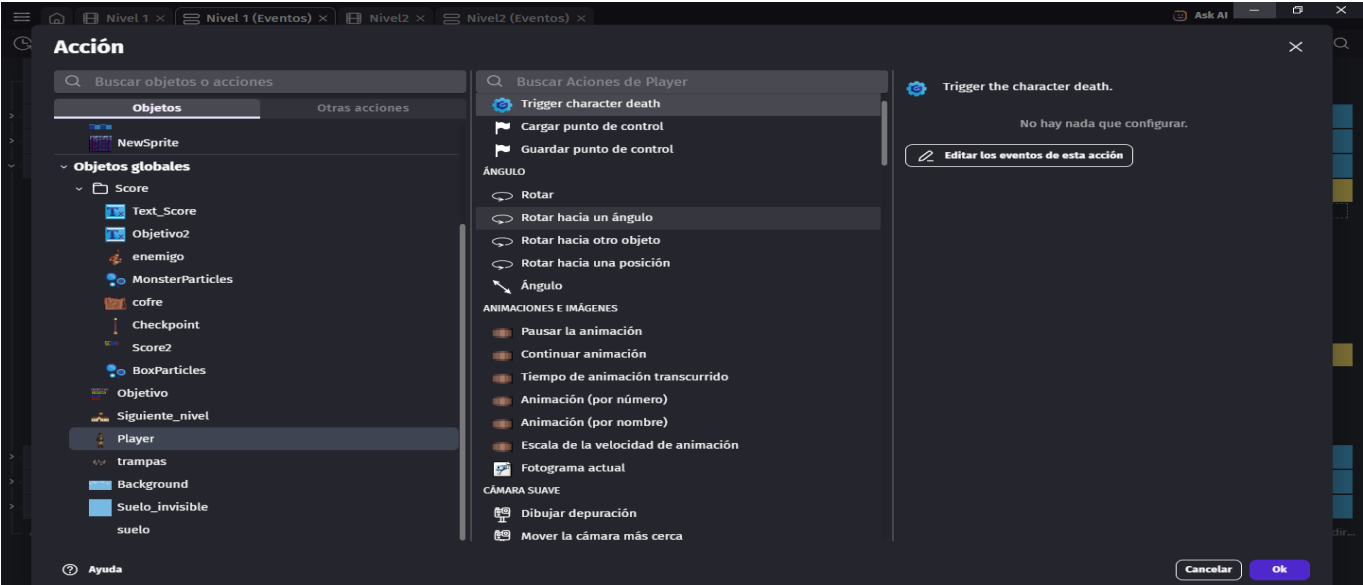 Nivel 1 × Nivel 1 (Eventos) × Nivel2 × Nivel2 (Eventos) × Ask AI
Acción
Buscar objetos o acciones
Objetos Otras acciones
NewSprite
Objetos globales
Score
Text_Score
Objetivo2
enemigo
MonsterParticles
cofre
Checkpoint
Score2
BoxParticles
Objetivo
Siguiente_nivel
Player
trampas
Background
Suelo_invisible
suelo
Buscar Aciones de Player
Trigger character death
Cargar punto de control
Guardar punto de control
ÁNGULO
Rotar
Rotar hacia un ángulo
Rotar hacia otro objeto
Rotar hacia una posición
Ángulo
ANIMACIONES E IMÁGENES
Pausar la animación
Continuar animación
Tiempo de animación transcurrido
Animación (por número)
Animación (por nombre)
Escala de la velocidad de animación
Fotograma actual
CÁMARA SUAVE
Dibujar depuración
Mover la cámara más cerca
Trigger the character death.
No hay nada que configurar.
Editar los eventos de esta acción
Ayuda
Cancelar Ok